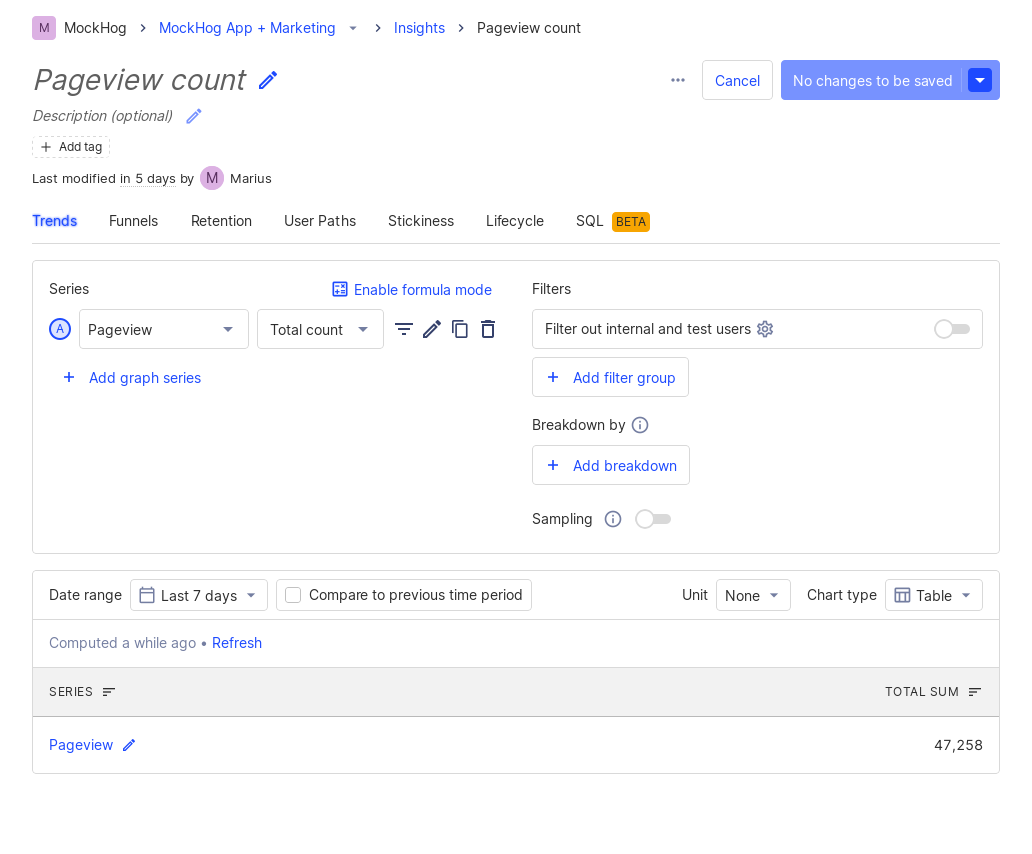 M MockHog MockHog App + Marketing Insights Pageview count
Pageview count
Cancel No changes to be saved
Description (optional)
Add tag
Last modified in 5 days by M Marius
Trends Funnels Retention User Paths Stickiness Lifecycle SQL BETA
Series Enable formula mode
A Pageview Total count
Add graph series
Filters
Filter out internal and test users
Add filter group
Breakdown by
Add breakdown
Sampling
Date range Last 7 days Compare to previous time period Unit None Chart type Table
Computed a while ago • Refresh
SERIES TOTAL SUM
Pageview 47,258